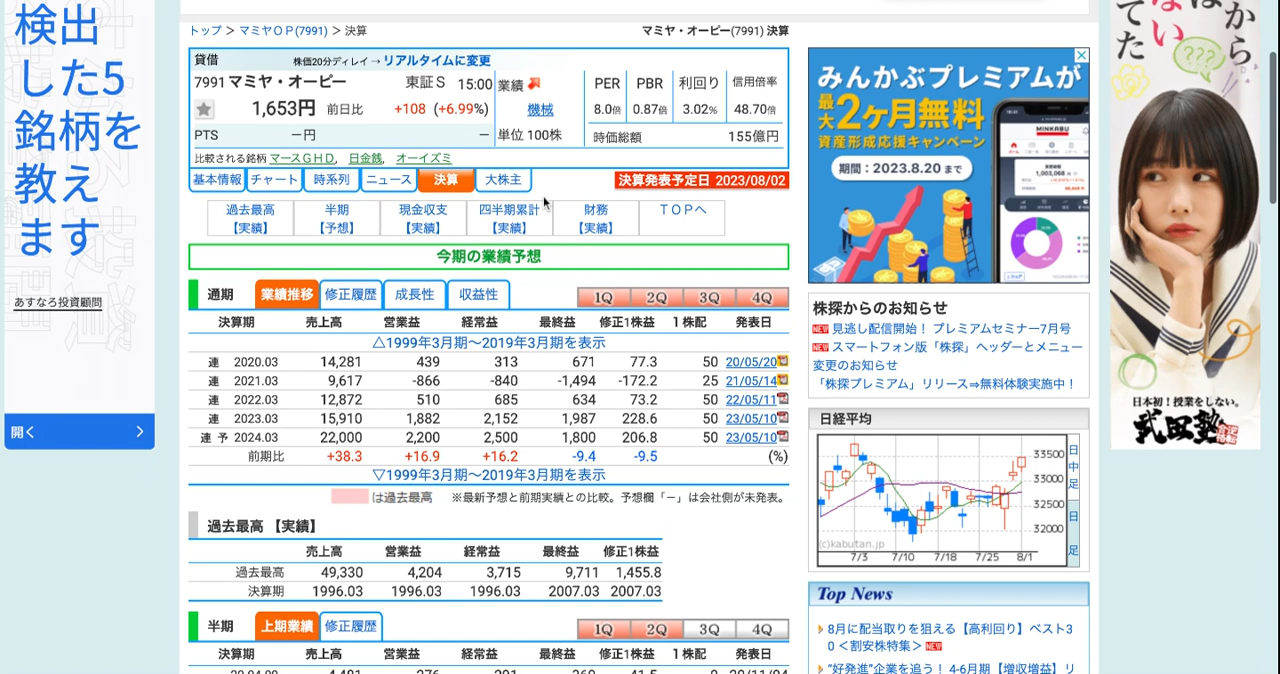 検出
した5
銘柄を
教え
ます
あすなろ投資顧問
開く
トップ > マミヤOP(7991) > 決算
マミヤ・オーピー(7991) 決算
貸借
株価20分ディレイ → リアルタイムに変更
7991 マミヤ・オーピー 東証S 15:00 業績
1,653円 前日比 +108 (+6.99%) 機械
PTS －円 － 単位 100株
PER PBR 利回り 信用倍率
8.0倍 0.87倍 3.02% 48.70倍
時価総額 155億円
比較される銘柄 マースGHD, 日金銭, オーイズミ
基本情報 チャート 時系列 ニュース 決算 大株主
決算発表予定日 2023/08/02
過去最高 半期 現金収支 四半期累計 財務 TOPへ
【実績】 【予想】 【実績】 【実績】 【実績】
今期の業績予想
通期 業績推移 修正履歴 成長性 収益性 1Q 2Q 3Q 4Q
決算期 売上高 営業益 経常益 最終益 修正1株益 1株配 発表日
△1999年3月期～2019年3月期を表示
連 2020.03 14,281 439 313 671 77.3 50 20/05/20
連 2021.03 9,617 -866 -840 -1,494 -172.2 25 21/05/14
連 2022.03 12,872 510 685 634 73.2 50 22/05/11
連 2023.03 15,910 1,882 2,152 1,987 228.6 50 23/05/10
連 予 2024.03 22,000 2,200 2,500 1,800 206.8 50 23/05/10
前期比 +38.3 +16.9 +16.2 -9.4 -9.5 (%)
▽1999年3月期～2019年3月期を表示
は過去最高 ※最新予想と前期実績との比較。予想欄「－」は会社側が未発表。
過去最高 【実績】
売上高 営業益 経常益 最終益 修正1株益
過去最高 49,330 4,204 3,715 9,711 1,455.8
決算期 1996.03 1996.03 1996.03 2007.03 2007.03
半期 上期業績 修正履歴 1Q 2Q 3Q 4Q
決算期 売上高 営業益 経常益 最終益 修正1株益 1株配 発表日
みんかぶプレミアムが
最大2ヶ月無料
資産形成応援キャンペーン
期間：2023.8.20 まで
MINKABU
1,003,068
株探からのお知らせ
NEW 見逃し配信開始！ プレミアムセミナー7月号
NEW スマートフォン版「株探」ヘッダーとメニュー
変更のお知らせ
「株探プレミアム」リリース⇒無料体験実施中！
日経平均
33500
33000
32500
32000
(c)kabutan.jp
7/3 7/10 7/18 7/25 8/1
日
中
足
日
足
Top News
8月に配当取りを狙える【高利回り】ベスト3
0 ＜割安株特集＞ NEW
”好発進”企業を追う！ 4-6月期【増収増益】リ
から
は
ない
てた
???
日本初！授業をしない。
武田塾